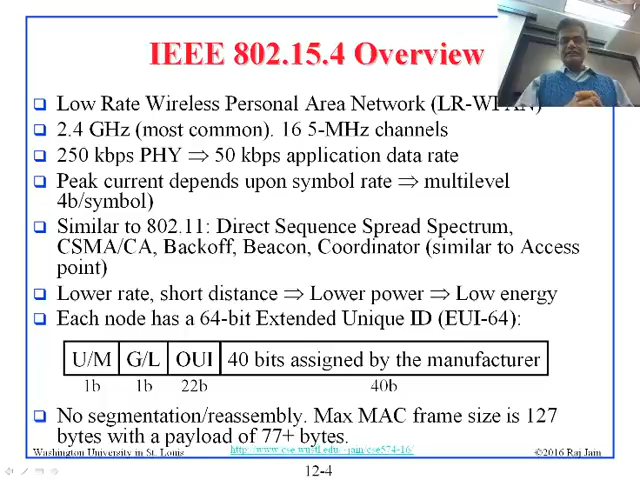 IEEE 802.15.4 Overview
Low Rate Wireless Personal Area Network (LR-WPAN)
2.4 GHz (most common). 16 5-MHz channels
250 kbps PHY ⇒ 50 kbps application data rate
Peak current depends upon symbol rate ⇒ multilevel
4b/symbol)
Similar to 802.11: Direct Sequence Spread Spectrum,
CSMA/CA, Backoff, Beacon, Coordinator (similar to Access
point)
Lower rate, short distance ⇒ Lower power ⇒ Low energy
Each node has a 64-bit Extended Unique ID (EUI-64):
U/M G/L OUI 40 bits assigned by the manufacturer
1b 1b 22b 40b
No segmentation/reassembly. Max MAC frame size is 127
bytes with a payload of 77+ bytes.
Washington University in St. Louis http://www.cse.wustl.edu/~jain/cse574-16/ ©2016 Raj Jain
12-4